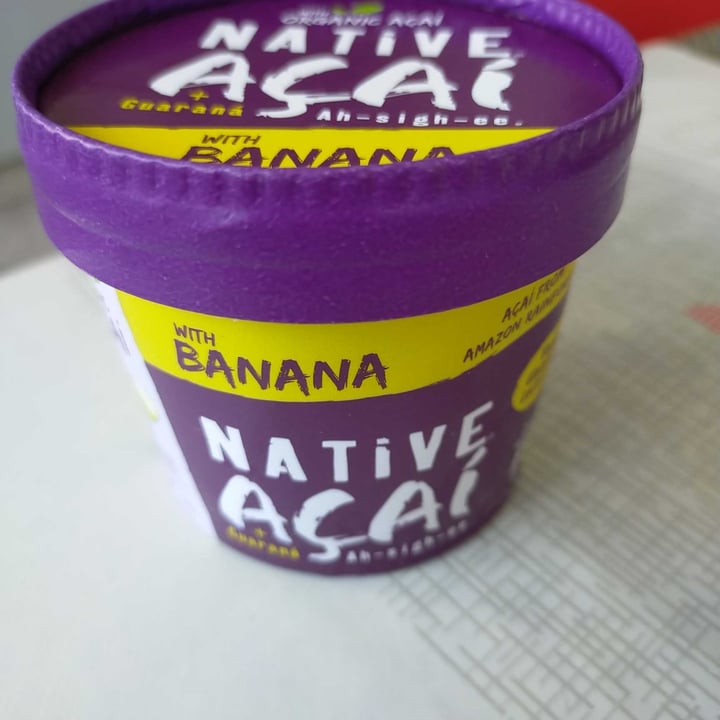 WITH
ORGANIC AÇAÍ
NATiVE
AÇAÍ
+
Guaraná
Ah-sigh-ee.
WITH
BANANA
WITH
BANANA
AÇAÍ FROM
AMAZON
NATiVE
AÇAÍ
+
Guaraná
Ah-sigh-ee.